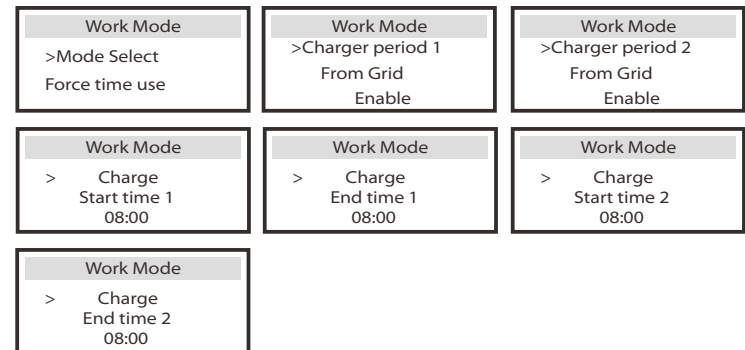 Work Mode
>Mode Select
Force time use
Work Mode
>Charger period 1
From Grid
Enable
Work Mode
>Charger period 2
From Grid
Enable
Work Mode
> Charge
Start time 1
08:00
Work Mode
> Charge
End time 1
08:00
Work Mode
> Charge
Start time 2
08:00
Work Mode
> Charge
End time 2
08:00